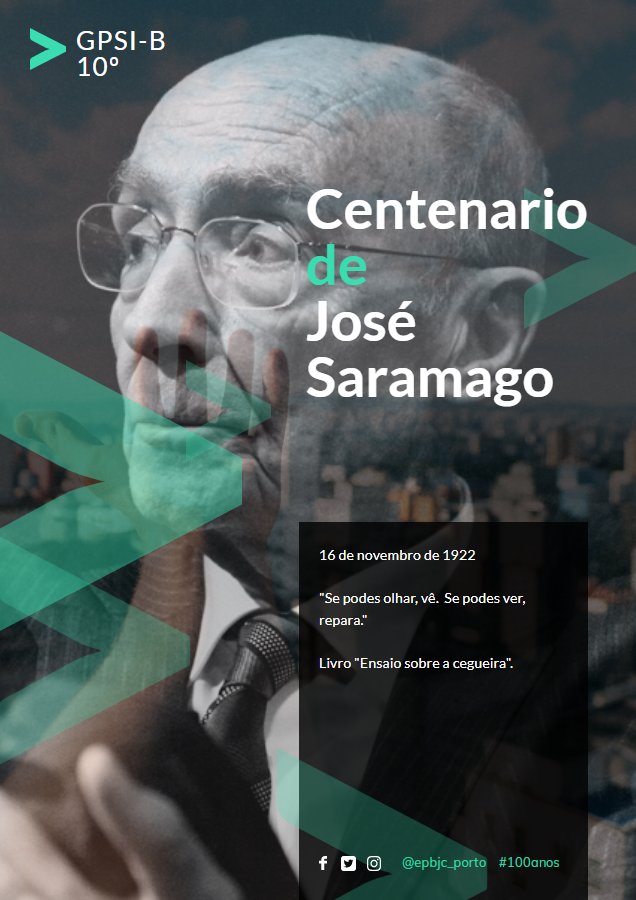 GPSI-B
10º
Centenario
de
José
Saramago
16 de novembro de 1922
"Se podes olhar, vê.  Se podes ver,
repara."
Livro "Ensaio sobre a cegueira".
@epbjc_porto #100anos